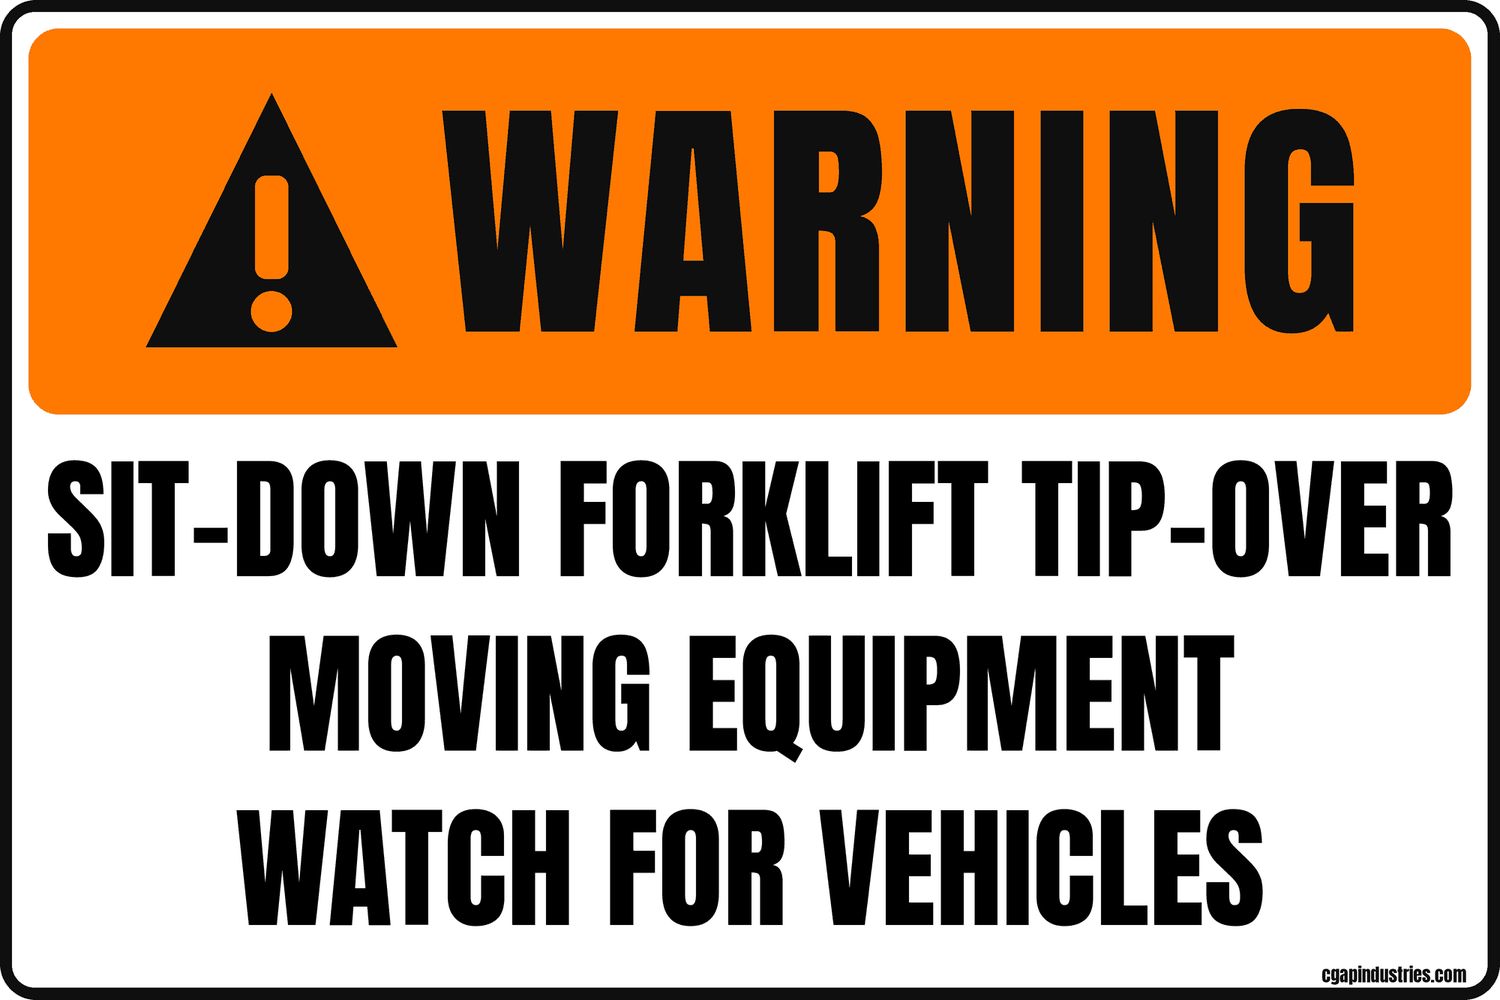 WARNING
SIT-DOWN FORKLIFT TIP-OVER
MOVING EQUIPMENT
WATCH FOR VEHICLES
cgapindustries.com